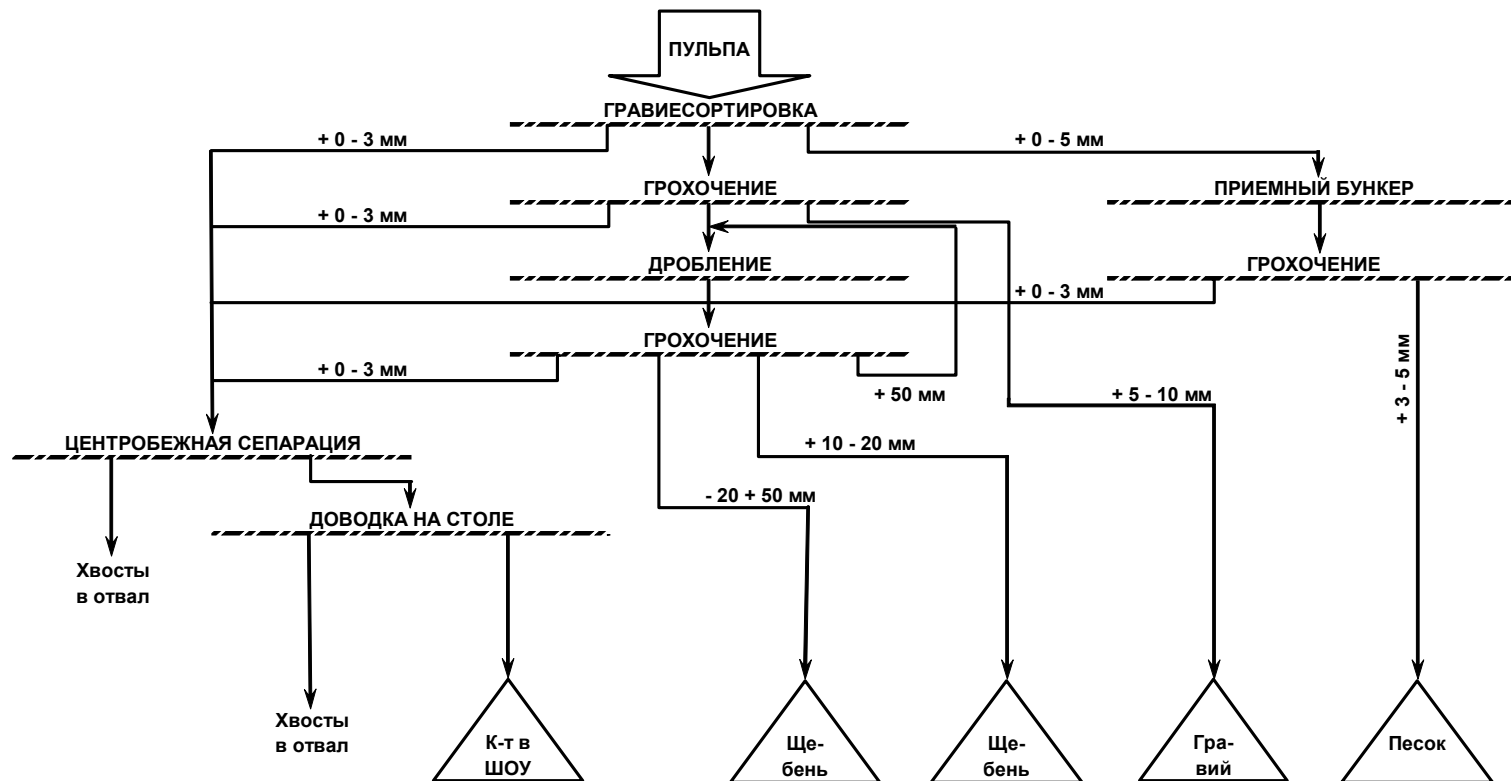 ПУЛЬПА
ГРАВИЕСОРТИРОВКА
+ 0 - 3 мм
+ 0 - 5 мм
ГРОХОЧЕНИЕ
ПРИЕМНЫЙ БУНКЕР
+ 0 - 3 мм
ДРОБЛЕНИЕ
ГРОХОЧЕНИЕ
+ 0 - 3 мм
ГРОХОЧЕНИЕ
+ 0 - 3 мм
+ 50 мм
+ 5 - 10 мм
+ 3 - 5 мм
ЦЕНТРОБЕЖНАЯ СЕПАРАЦИЯ
+ 10 - 20 мм
- 20 + 50 мм
ДОВОДКА НА СТОЛЕ
Хвосты
в отвал
Хвосты
в отвал
К-т в
ШОУ
Ще-
бень
Ще-
бень
Гра-
вий
Песок